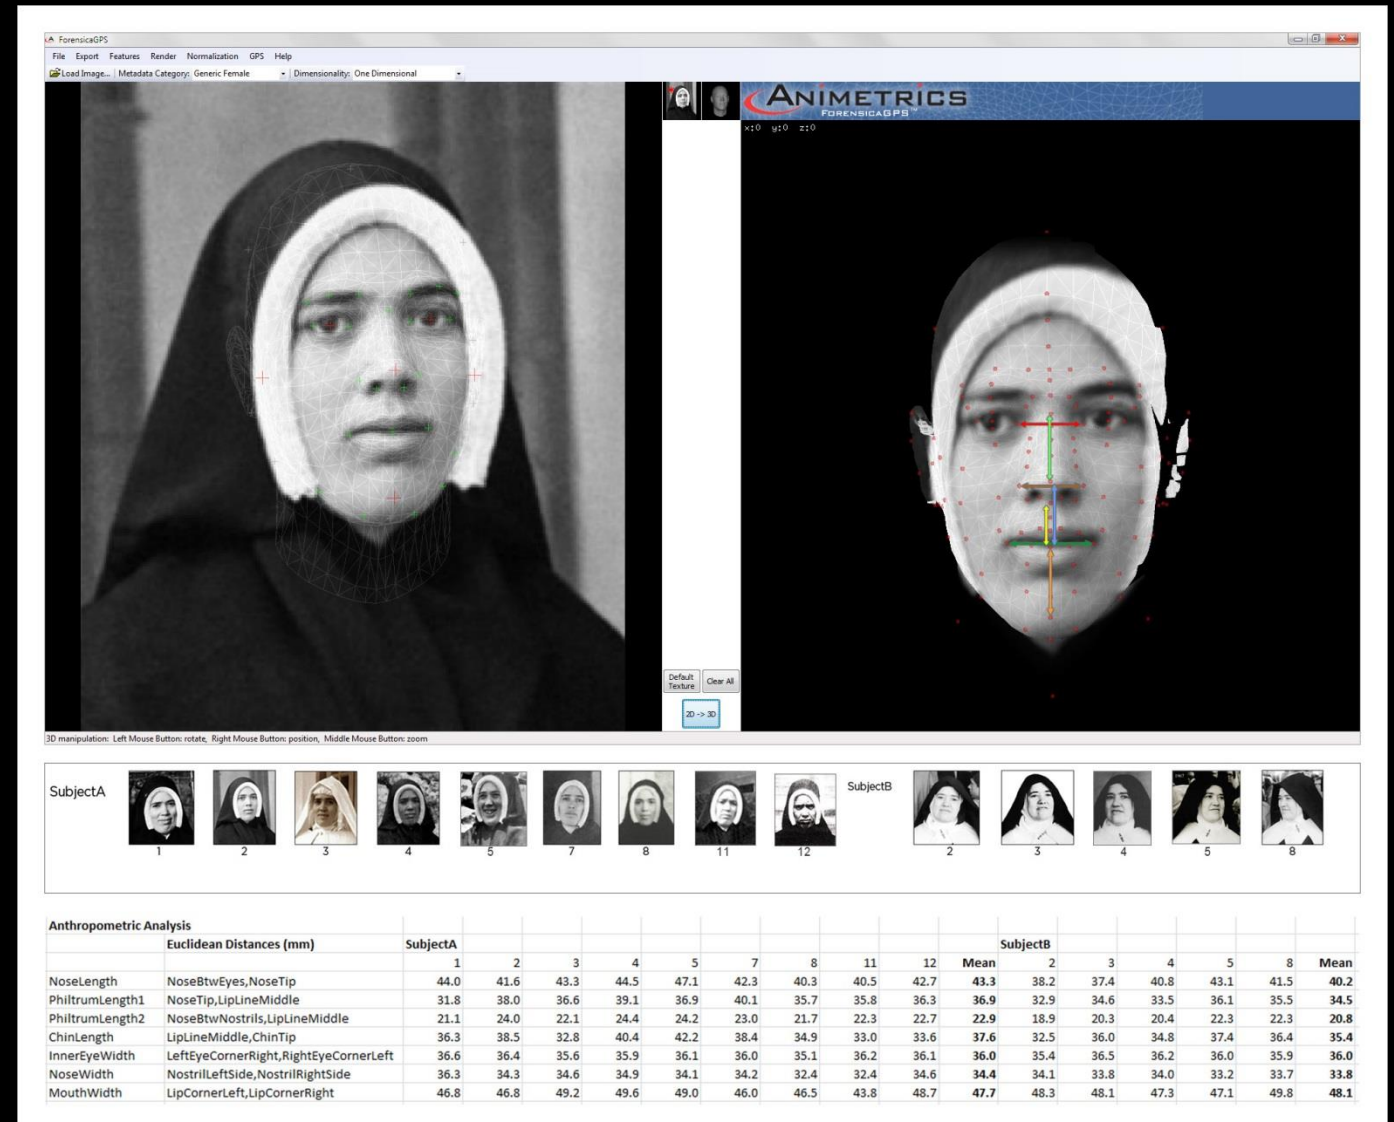 ForensicaGPS
File Export Features Render Normalization GPS Help
Load Image... Metadata Category: Generic Female Dimensionality: One Dimensional
ANIMETRICS
FORENSICAGPS™
x:0 y:0 z:0
Default Texture Clear All
2D -> 3D
3D manipulation: Left Mouse Button: rotate, Right Mouse Button: position, Middle Mouse Button: zoom
SubjectA SubjectB
1 2 3 4 5 7 8 11 12 2 3 4 5 8
Anthropometric Analysis
Euclidean Distances (mm) SubjectA SubjectB
1 2 3 4 5 7 8 11 12 Mean 2 3 4 5 8 Mean
NoseLength NoseBtwEyes,NoseTip 44.0 41.6 43.3 44.5 47.1 42.3 40.3 40.5 42.7 43.3 38.2 37.4 40.8 43.1 41.5 40.2
PhiltrumLength1 NoseTip,LipLineMiddle 31.8 38.0 36.6 39.1 36.9 40.1 35.7 35.8 36.3 36.9 32.9 34.6 33.5 36.1 35.5 34.5
PhiltrumLength2 NoseBtwNostrils,LipLineMiddle 21.1 24.0 22.1 24.4 24.2 23.0 21.7 22.3 22.7 22.9 18.9 20.3 20.4 22.3 22.3 20.8
ChinLength LipLineMiddle,ChinTip 36.3 38.5 32.8 40.4 42.2 38.4 34.9 33.0 33.6 37.6 32.5 36.0 34.8 37.4 36.4 35.4
InnerEyeWidth LeftEyeCornerRight,RightEyeCornerLeft 36.6 36.4 35.6 35.9 36.1 36.0 35.1 36.2 36.1 36.0 35.4 36.5 36.2 36.0 35.9 36.0
NoseWidth NostrilLeftSide,NostrilRightSide 36.3 34.3 34.6 34.9 34.1 34.2 32.4 32.4 34.6 34.4 34.1 33.8 34.0 33.2 33.7 33.8
MouthWidth LipCornerLeft,LipCornerRight 46.8 46.8 49.2 49.6 49.0 46.0 46.5 43.8 48.7 47.7 48.3 48.1 47.3 47.1 49.8 48.1